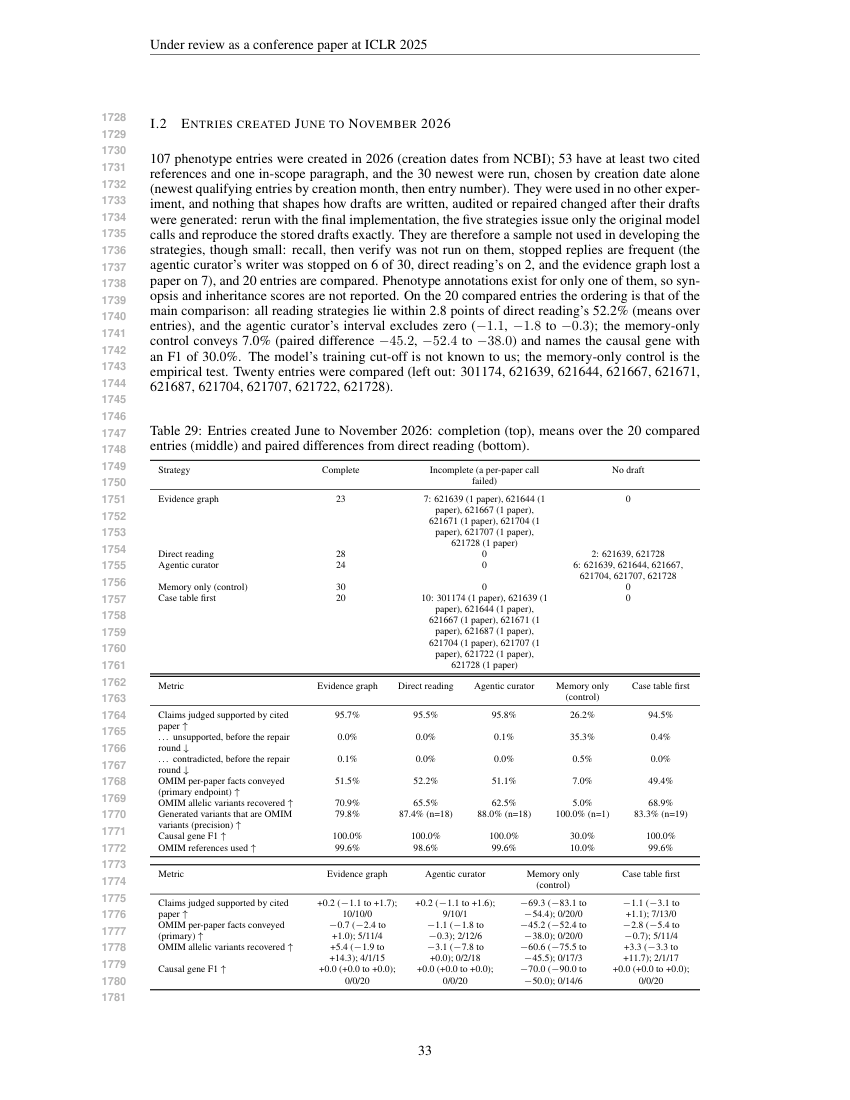 Under review as a conference paper at ICLR 2025
1728
1729
1730
1731
1732
1733
1734
1735
1736
1737
1738
1739
1740
1741
1742
1743
1744
1745
1746
1747
1748
1749
1750
1751
1752
1753
1754
1755
1756
1757
1758
1759
1760
1761
1762
1763
1764
1765
1766
1767
1768
1769
1770
1771
1772
1773
1774
1775
1776
1777
1778
1779
1780
1781
I.2 ENTRIES CREATED JUNE TO NOVEMBER 2026
107 phenotype entries were created in 2026 (creation dates from NCBI); 53 have at least two cited
references and one in-scope paragraph, and the 30 newest were run, chosen by creation date alone
(newest qualifying entries by creation month, then entry number). They were used in no other exper-
iment, and nothing that shapes how drafts are written, audited or repaired changed after their drafts
were generated: rerun with the final implementation, the five strategies issue only the original model
calls and reproduce the stored drafts exactly. They are therefore a sample not used in developing the
strategies, though small: recall, then verify was not run on them, stopped replies are frequent (the
agentic curator's writer was stopped on 6 of 30, direct reading's on 2, and the evidence graph lost a
paper on 7), and 20 entries are compared. Phenotype annotations exist for only one of them, so syn-
opsis and inheritance scores are not reported. On the 20 compared entries the ordering is that of the
main comparison: all reading strategies lie within 2.8 points of direct reading's 52.2% (means over
entries), and the agentic curator's interval excludes zero (−1.1, −1.8 to −0.3); the memory-only
control conveys 7.0% (paired difference −45.2, −52.4 to −38.0) and names the causal gene with
an F1 of 30.0%. The model's training cut-off is not known to us; the memory-only control is the
empirical test. Twenty entries were compared (left out: 301174, 621639, 621644, 621667, 621671,
621687, 621704, 621707, 621722, 621728).
Table 29: Entries created June to November 2026: completion (top), means over the 20 compared
entries (middle) and paired differences from direct reading (bottom).
Strategy Complete Incomplete (a per-paper call No draft
failed)
Evidence graph 23 7: 621639 (1 paper), 621644 (1 0
paper), 621667 (1 paper),
621671 (1 paper), 621704 (1
paper), 621707 (1 paper),
621728 (1 paper)
Direct reading 28 0 2: 621639, 621728
Agentic curator 24 0 6: 621639, 621644, 621667,
621704, 621707, 621728
Memory only (control) 30 0 0
Case table first 20 10: 301174 (1 paper), 621639 (1 0
paper), 621644 (1 paper),
621667 (1 paper), 621671 (1
paper), 621687 (1 paper),
621704 (1 paper), 621707 (1
paper), 621722 (1 paper),
621728 (1 paper)
Metric Evidence graph Direct reading Agentic curator Memory only Case table first
(control)
Claims judged supported by cited 95.7% 95.5% 95.8% 26.2% 94.5%
paper ↑
... unsupported, before the repair 0.0% 0.0% 0.1% 35.3% 0.4%
round ↓
... contradicted, before the repair 0.1% 0.0% 0.0% 0.5% 0.0%
round ↓
OMIM per-paper facts conveyed 51.5% 52.2% 51.1% 7.0% 49.4%
(primary endpoint) ↑
OMIM allelic variants recovered ↑ 70.9% 65.5% 62.5% 5.0% 68.9%
Generated variants that are OMIM 79.8% 87.4% (n=18) 88.0% (n=18) 100.0% (n=1) 83.3% (n=19)
variants (precision) ↑
Causal gene F1 ↑ 100.0% 100.0% 100.0% 30.0% 100.0%
OMIM references used ↑ 99.6% 98.6% 99.6% 10.0% 99.6%
Metric Evidence graph Agentic curator Memory only Case table first
(control)
Claims judged supported by cited +0.2 (−1.1 to +1.7); +0.2 (−1.1 to +1.6); −69.3 (−83.1 to −1.1 (−3.1 to
paper ↑ 10/10/0 9/10/1 −54.4); 0/20/0 +1.1); 7/13/0
OMIM per-paper facts conveyed −0.7 (−2.4 to −1.1 (−1.8 to −45.2 (−52.4 to −2.8 (−5.4 to
(primary) ↑ +1.0); 5/11/4 −0.3); 2/12/6 −38.0); 0/20/0 −0.7); 5/11/4
OMIM allelic variants recovered ↑ +5.4 (−1.9 to −3.1 (−7.8 to −60.6 (−75.5 to +3.3 (−3.3 to
+14.3); 4/1/15 +0.0); 0/2/18 −45.5); 0/17/3 +11.7); 2/1/17
Causal gene F1 ↑ +0.0 (+0.0 to +0.0); +0.0 (+0.0 to +0.0); −70.0 (−90.0 to +0.0 (+0.0 to +0.0);
0/0/20 0/0/20 −50.0); 0/14/6 0/0/20
33